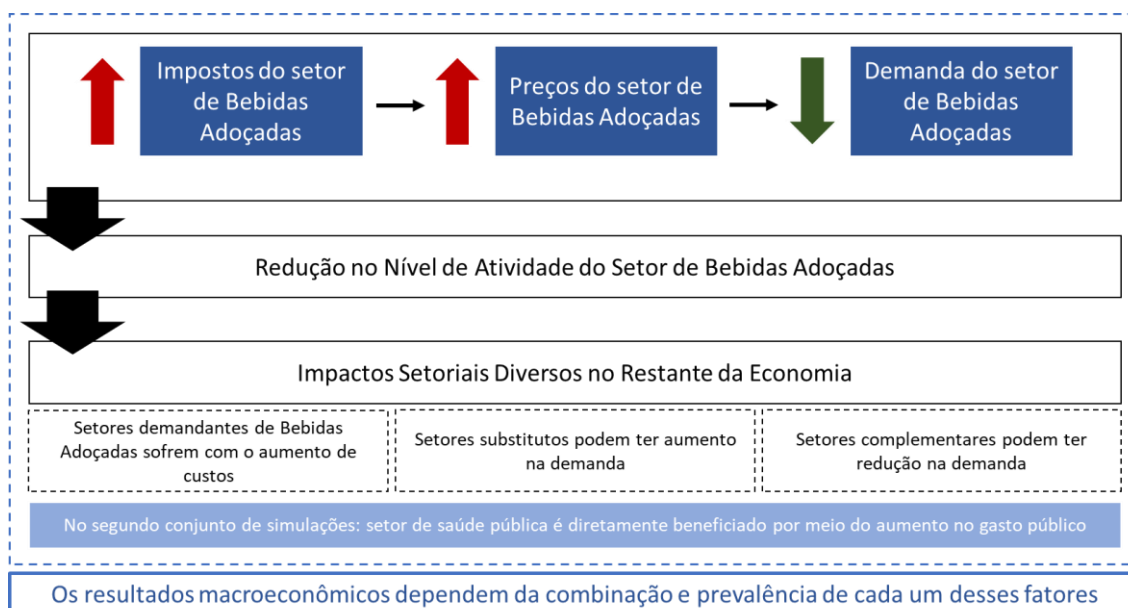 Impostos do setor
de Bebidas
Adoçadas
Preços do setor de
Bebidas Adoçadas
Demanda do setor
de Bebidas
Adoçadas
Redução no Nível de Atividade do Setor de Bebidas Adoçadas
Impactos Setoriais Diversos no Restante da Economia
Setores demandantes de Bebidas
Adoçadas sofrem com o aumento de
custos
Setores substitutos podem ter aumento
na demanda
Setores complementares podem ter
redução na demanda
No segundo conjunto de simulações: setor de saúde pública é diretamente beneficiado por meio do aumento no gasto público
Os resultados macroeconômicos dependem da combinação e prevalência de cada um desses fatores